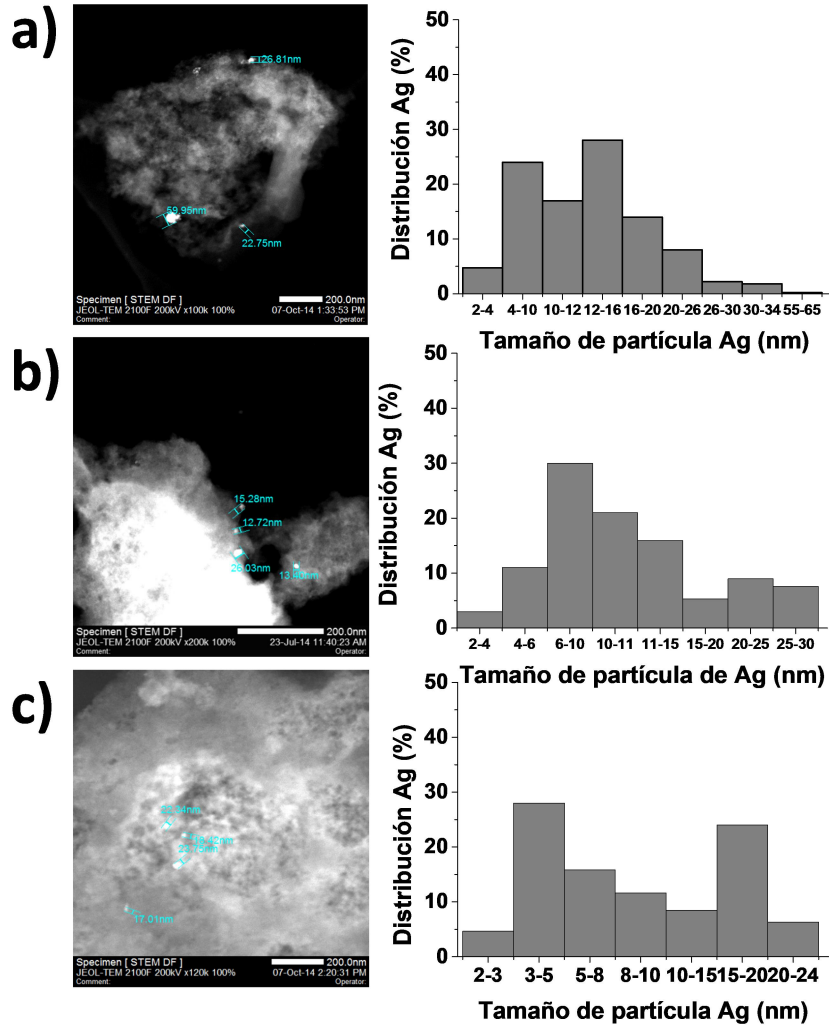 a)
26.81nm
59.95nm
22.75nm
Specimen [ STEM DF ]
200.0nm
JEOL-TEM 2100F 200kV x100k 100%
07-Oct-14 1:33:53 PM
Comment:
Operator:
Distribución Ag (%)
50
40
30
20
10
0
2-4 4-10 10-12 12-16 16-20 20-26 26-30 30-34 55-65
Tamaño de partícula Ag (nm)
b)
15.28nm
12.72nm
26.03nm
13.40nm
Specimen [ STEM DF ]
200.0nm
JEOL-TEM 2100F 200kV x200k 100%
23-Jul-14 11:40:23 AM
Comment:
Operator:
Distribución Ag (%)
50
40
30
20
10
0
2-4 4-6 6-10 10-11 11-15 15-20 20-25 25-30
Tamaño de partícula de Ag (nm)
c)
17.01nm
Specimen [ STEM DF ]
200.0nm
JEOL-TEM 2100F 200kV x120k 100%
07-Oct-14 2:20:31 PM
Comment:
Operator:
Distribución Ag (%)
50
40
30
20
10
0
2-3 3-5 5-8 8-10 10-15 15-20 20-24
Tamaño de partícula Ag (nm)